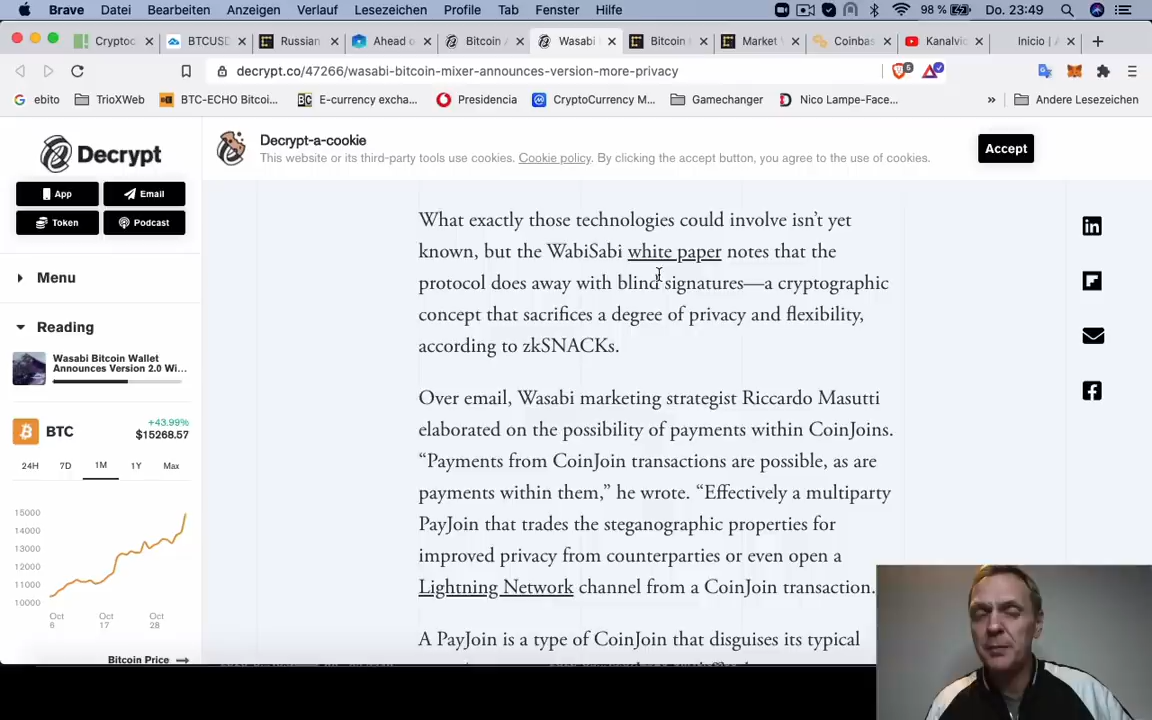 Brave Datei Bearbeiten Anzeigen Verlauf Lesezeichen Profile Tab Fenster Hilfe 98 % Do. 23:49
Cryptoc BTCUSD Russian Ahead o Bitcoin Wasabi Bitcoin Market Coinbas Kanalvic Inicio |
decrypt.co/47266/wasabi-bitcoin-mixer-announces-version-more-privacy
ebito TrioXWeb BTC-ECHO Bitcoi... E-currency excha... Presidencia CryptoCurrency M... Gamechanger Nico Lampe-Face... » Andere Lesezeichen
Decrypt
App Email
Token Podcast
Menu
Reading
Wasabi Bitcoin Wallet
Announces Version 2.0 Wi...
BTC
+43.99%
$15268.57
24H 7D 1M 1Y Max
15000
14000
13000
12000
11000
10000
Oct 6 Oct 17 Oct 28
Bitcoin Price
Decrypt-a-cookie
This website or its third-party tools use cookies. Cookie policy. By clicking the accept button, you agree to the use of cookies.
Accept
What exactly those technologies could involve isn’t yet
known, but the WabiSabi white paper notes that the
protocol does away with blind signatures—a cryptographic
concept that sacrifices a degree of privacy and flexibility,
according to zkSNACKs.
Over email, Wasabi marketing strategist Riccardo Masutti
elaborated on the possibility of payments within CoinJoins.
“Payments from CoinJoin transactions are possible, as are
payments within them,” he wrote. “Effectively a multiparty
PayJoin that trades the steganographic properties for
improved privacy from counterparties or even open a
Lightning Network channel from a CoinJoin transaction.
A PayJoin is a type of CoinJoin that disguises its typical